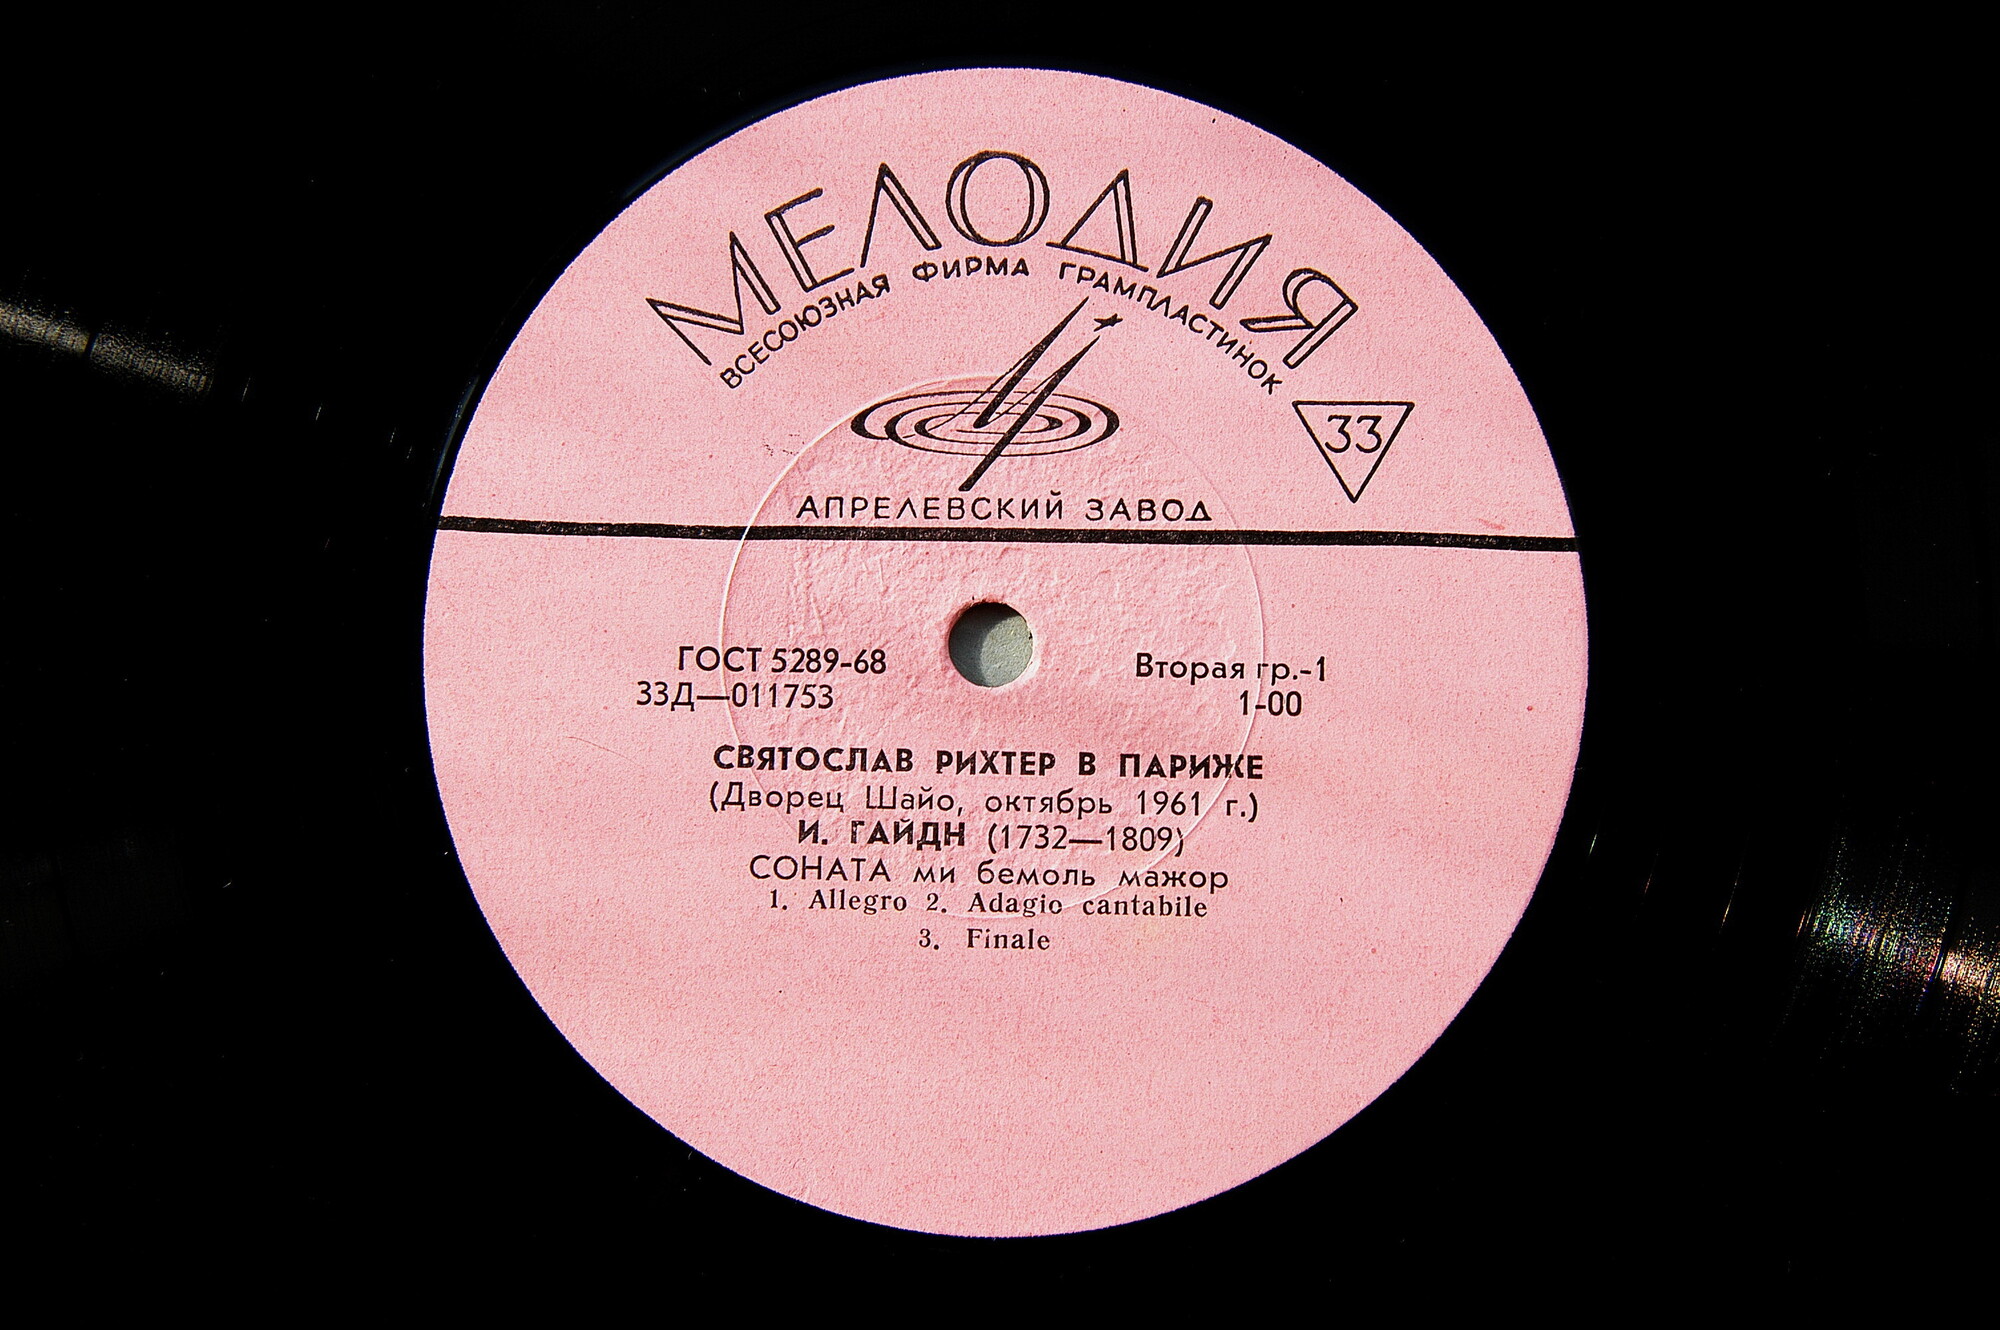 МЕЛОДИЯ
ВСЕСОЮЗНАЯ ФИРМА ГРАМПЛАСТИНОК
33
АПРЕЛЕВСКИЙ ЗАВОД
ГОСТ 5289-68 Вторая гр.-1
33Д—011753 1-00
СВЯТОСЛАВ РИХТЕР В ПАРИЖЕ
(Дворец Шайо, октябрь 1961 г.)
И. ГАЙДН (1732—1809)
СОНАТА ми бемоль мажор
1. Allegro 2. Adagio cantabile
3. Finale